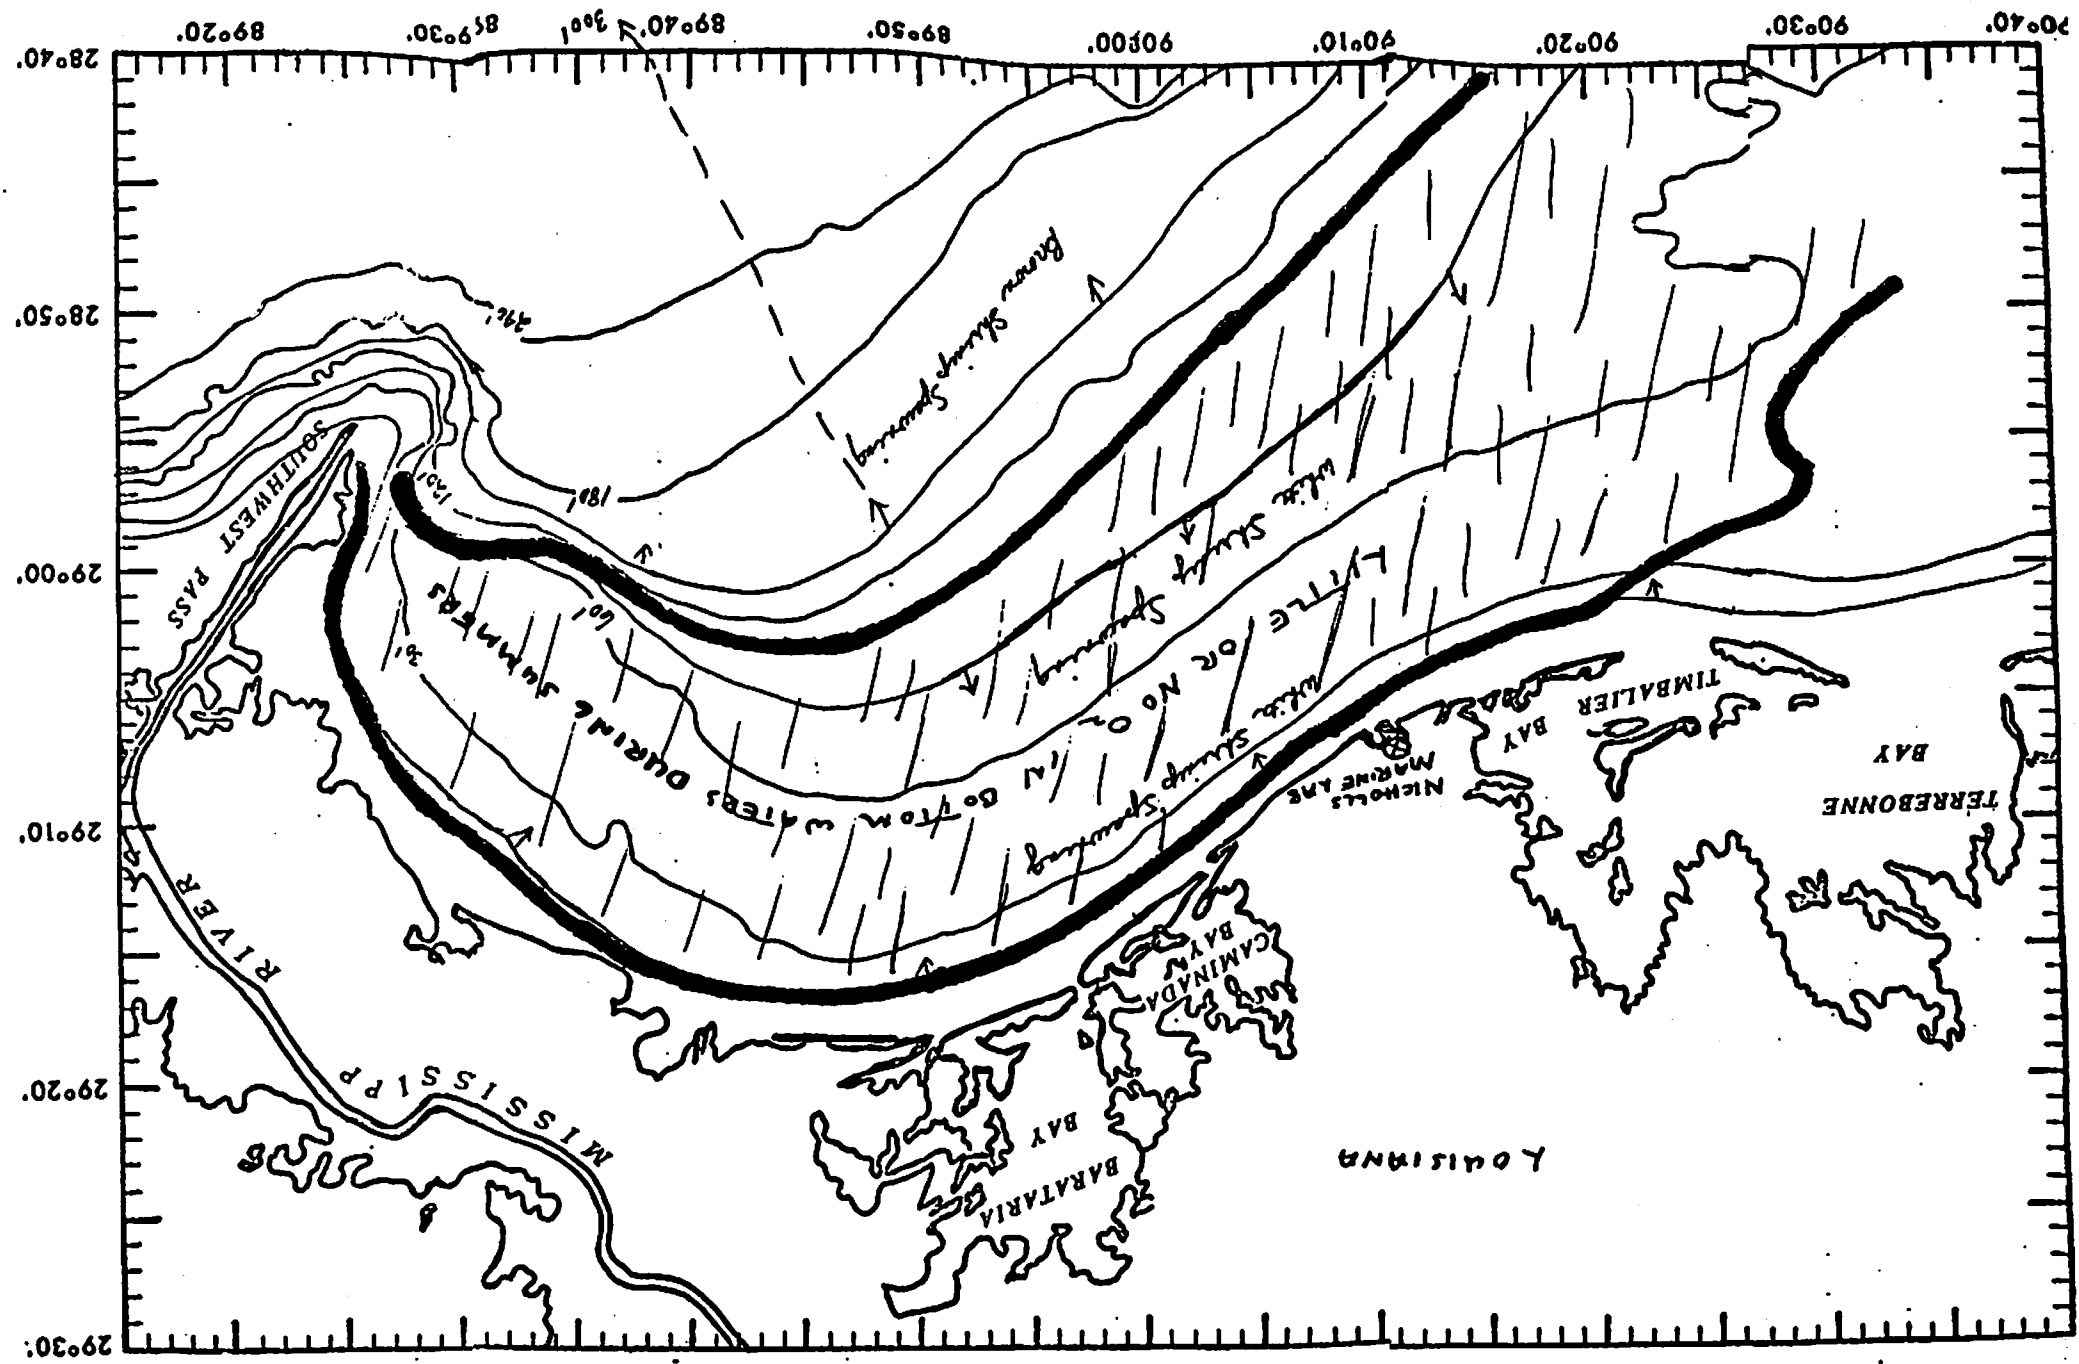 29°30'
LOUISIANA
BARATARIA
BAY
MISSISSIPP
RIVER
29°20'
CAMINADA
BAY
29°10'
TERREBONNE
BAY
TIMBALIER
BAY
NICHOLLS
MARINE LAB
White Shrimp Spawning
LITTLE OR NO O2 IN BOTTOM WATERS DURING SUMMERS
White Shrimp Spawning
30'
60'
SOUTHWEST PASS
29°00'
120'
180'
Brown Shrimp Spawning
28°50'
28°40'
90°40'
90°30'
90°20'
90°10'
90°00'
89°50'
89°40'
300'
89°30'
89°20'